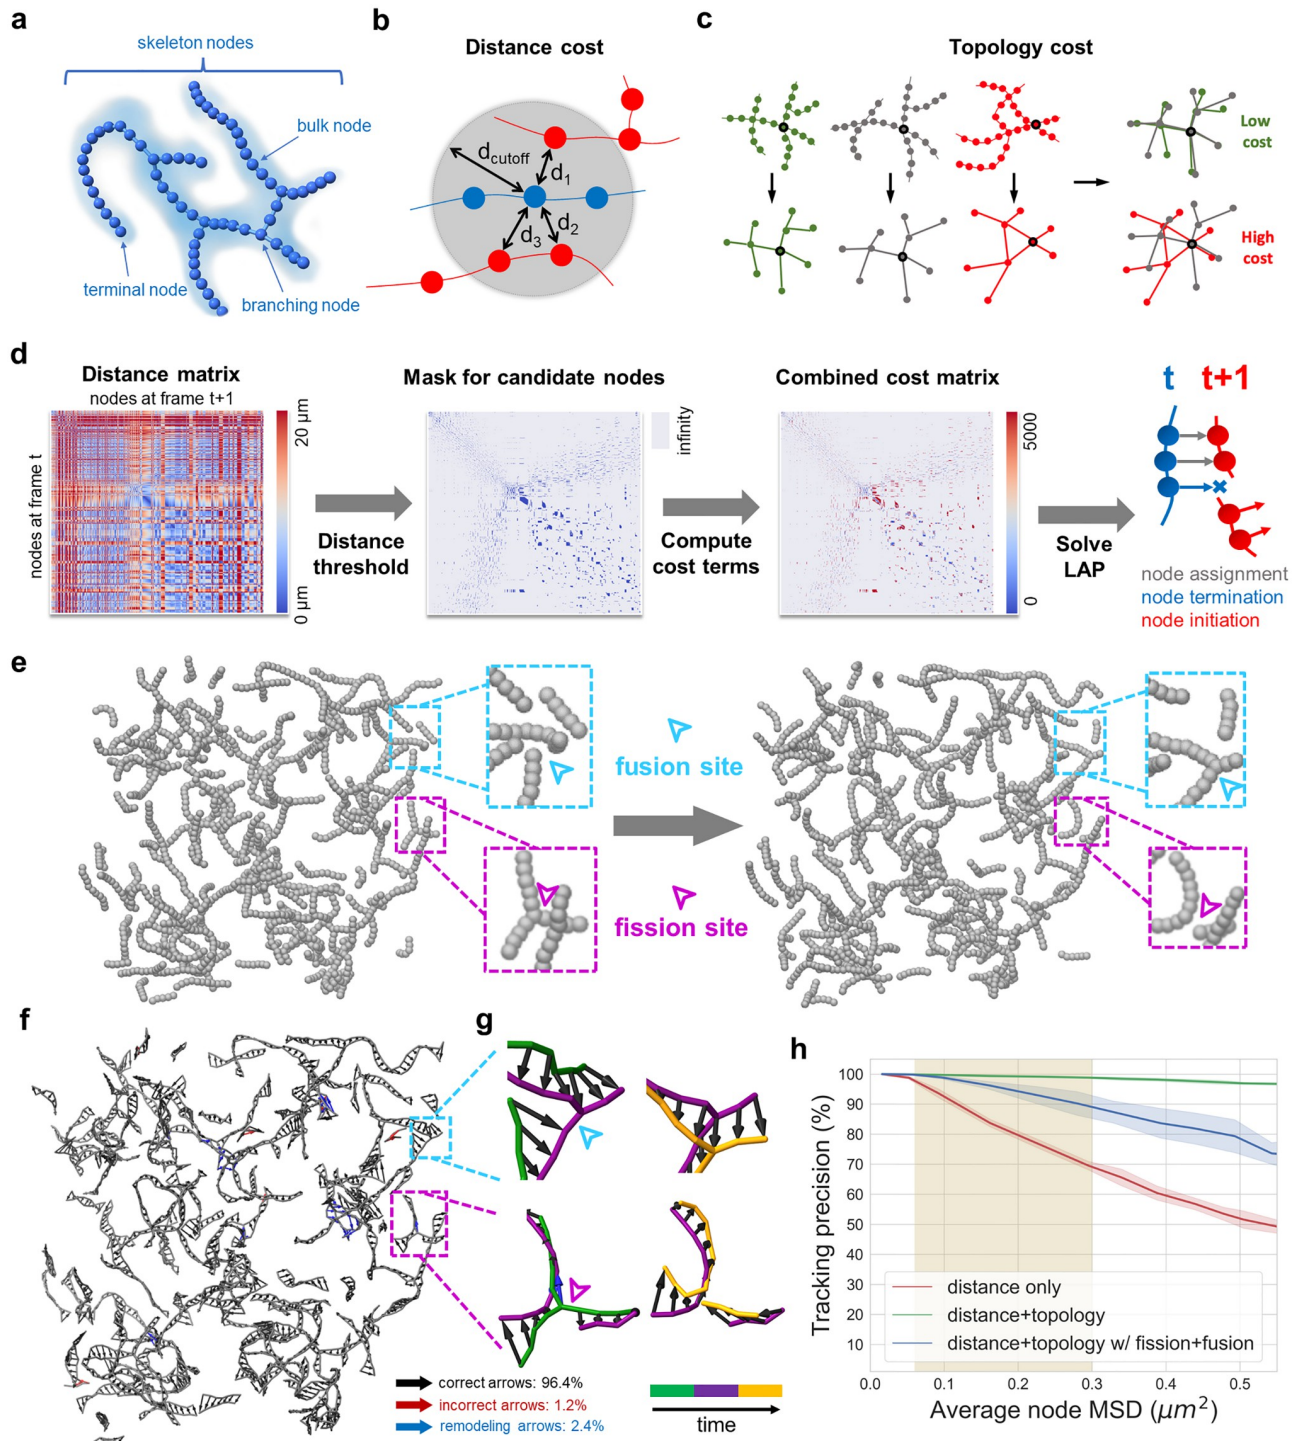 a
skeleton nodes
bulk node
terminal node
branching node
b
Distance cost
d_cutoff
d_1
d_2
d_3
c
Topology cost
Low
cost
High
cost
d
Distance matrix
nodes at frame t+1
nodes at frame t
20 µm
0 µm
Distance
threshold
Mask for candidate nodes
infinity
Compute
cost terms
Combined cost matrix
5000
0
Solve
LAP
t
t+1
node assignment
node termination
node initiation
e
fusion site
fission site
f
correct arrows: 96.4%
incorrect arrows: 1.2%
remodeling arrows: 2.4%
g
time
h
Tracking precision (%)
100
90
80
70
60
50
40
30
20
10
distance only
distance+topology
distance+topology w/ fission+fusion
0.0 0.1 0.2 0.3 0.4 0.5
Average node MSD (µm²)